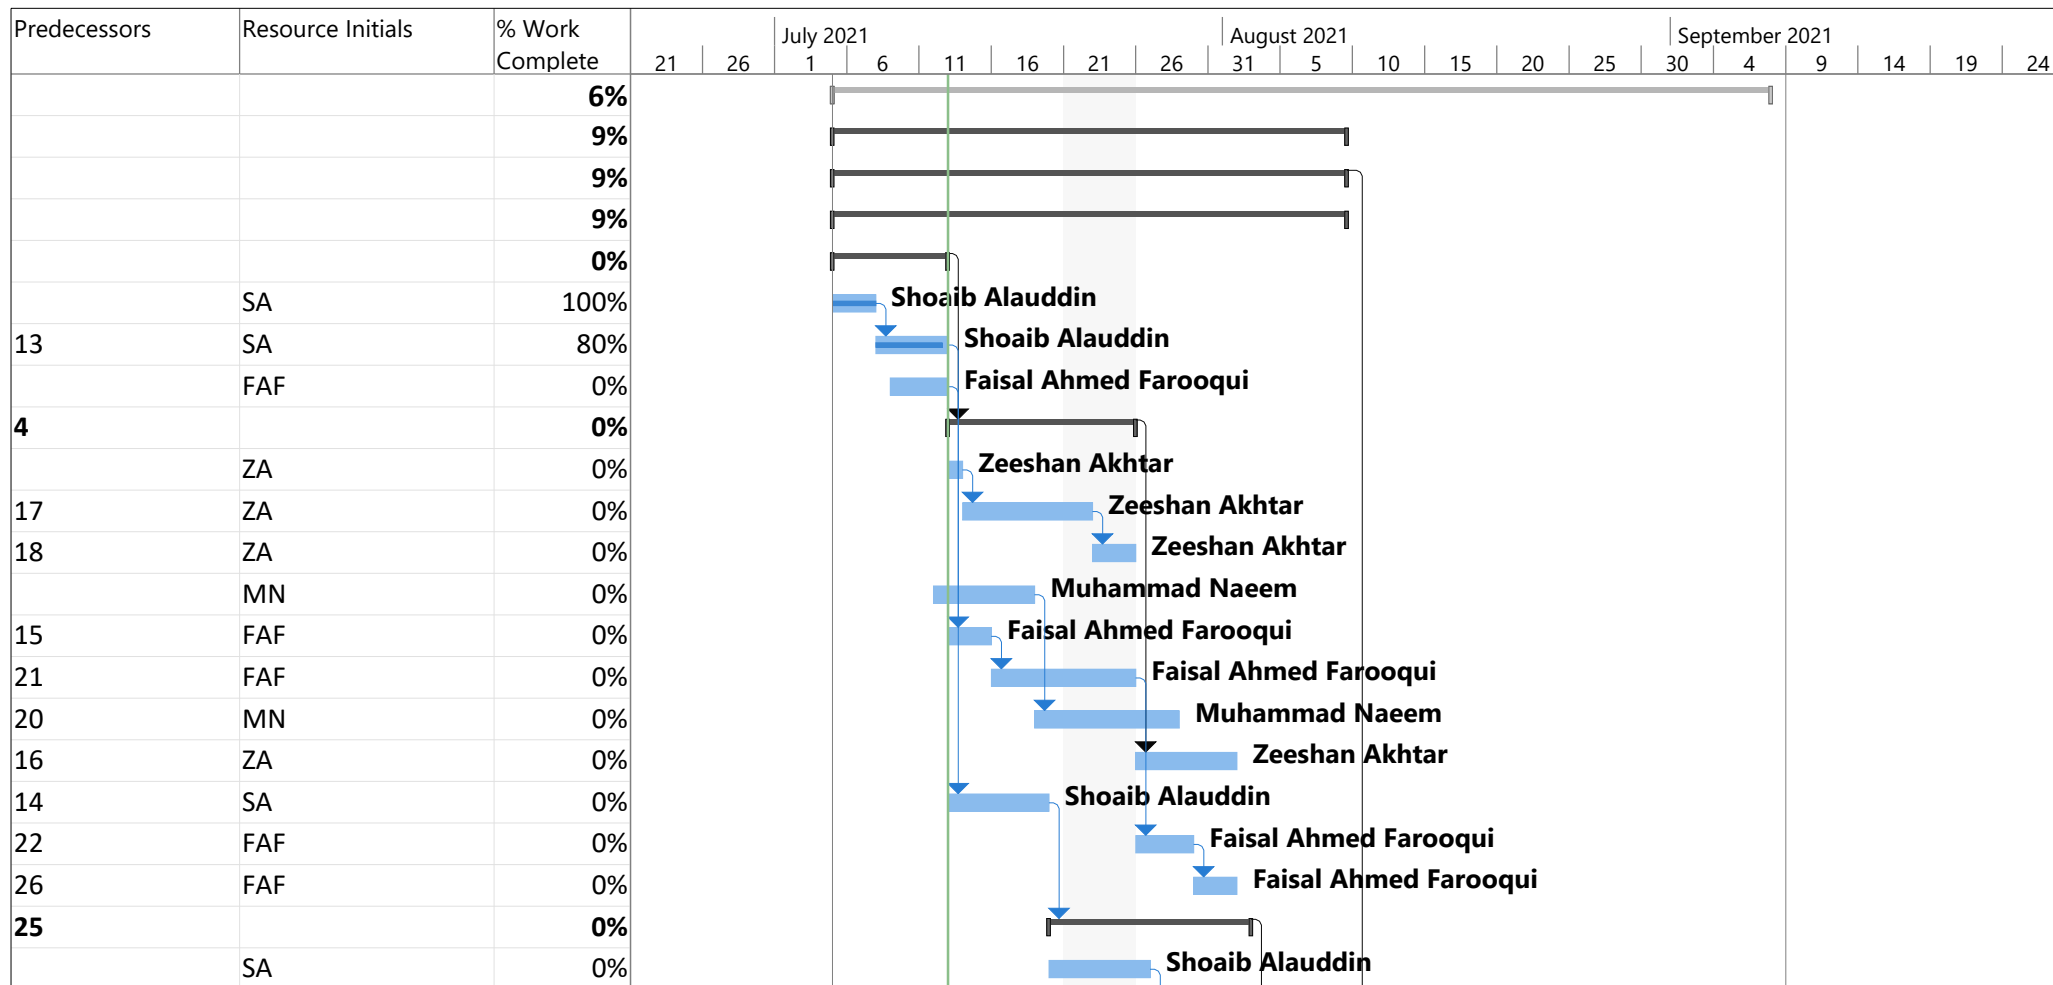 Predecessors Resource Initials % Work Complete July 2021 August 2021 September 2021
21 26 1 6 11 16 21 26 31 5 10 15 20 25 30 4 9 14 19 24
6%
9%
9%
9%
0%
SA 100% Shoaib Alauddin
13 SA 80% Shoaib Alauddin
FAF 0% Faisal Ahmed Farooqui
4 0%
ZA 0% Zeeshan Akhtar
17 ZA 0% Zeeshan Akhtar
18 ZA 0% Zeeshan Akhtar
MN 0% Muhammad Naeem
15 FAF 0% Faisal Ahmed Farooqui
21 FAF 0% Faisal Ahmed Farooqui
20 MN 0% Muhammad Naeem
16 ZA 0% Zeeshan Akhtar
14 SA 0% Shoaib Alauddin
22 FAF 0% Faisal Ahmed Farooqui
26 FAF 0% Faisal Ahmed Farooqui
25 0%
SA 0% Shoaib Alauddin